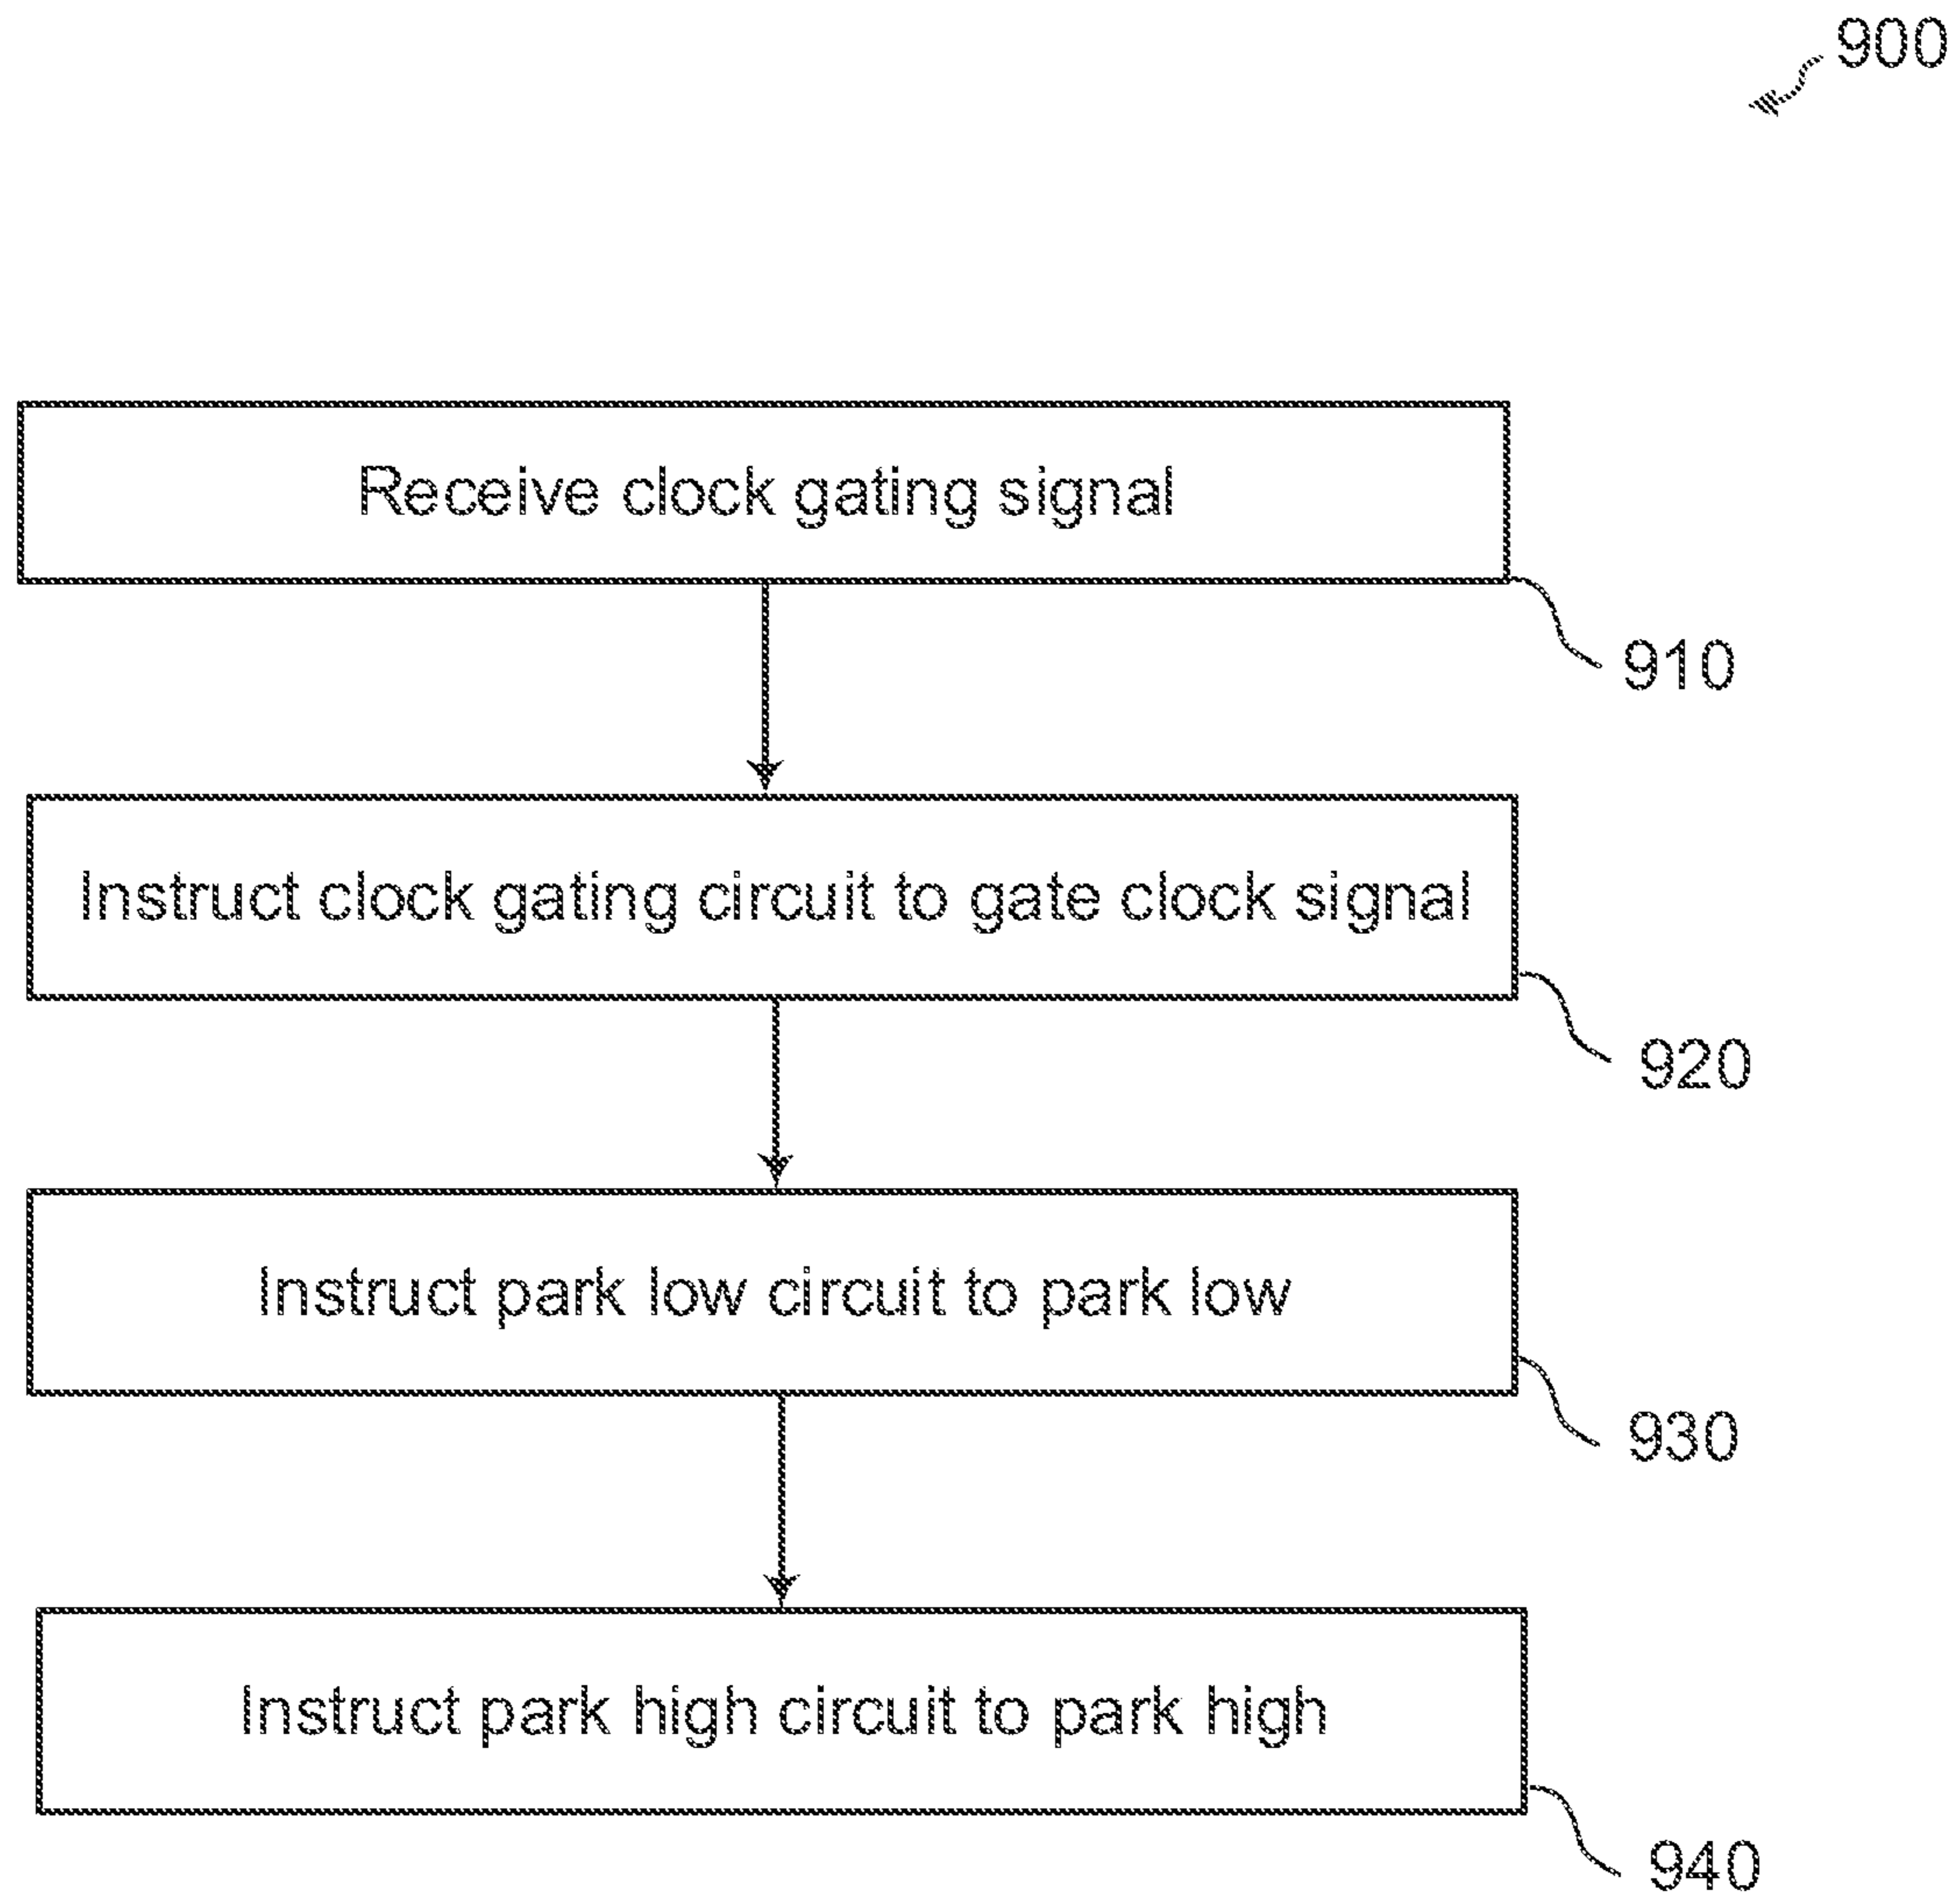 900
Receive clock gating signal
910
Instruct clock gating circuit to gate clock signal
920
Instruct park low circuit to park low
930
Instruct park high circuit to park high
940